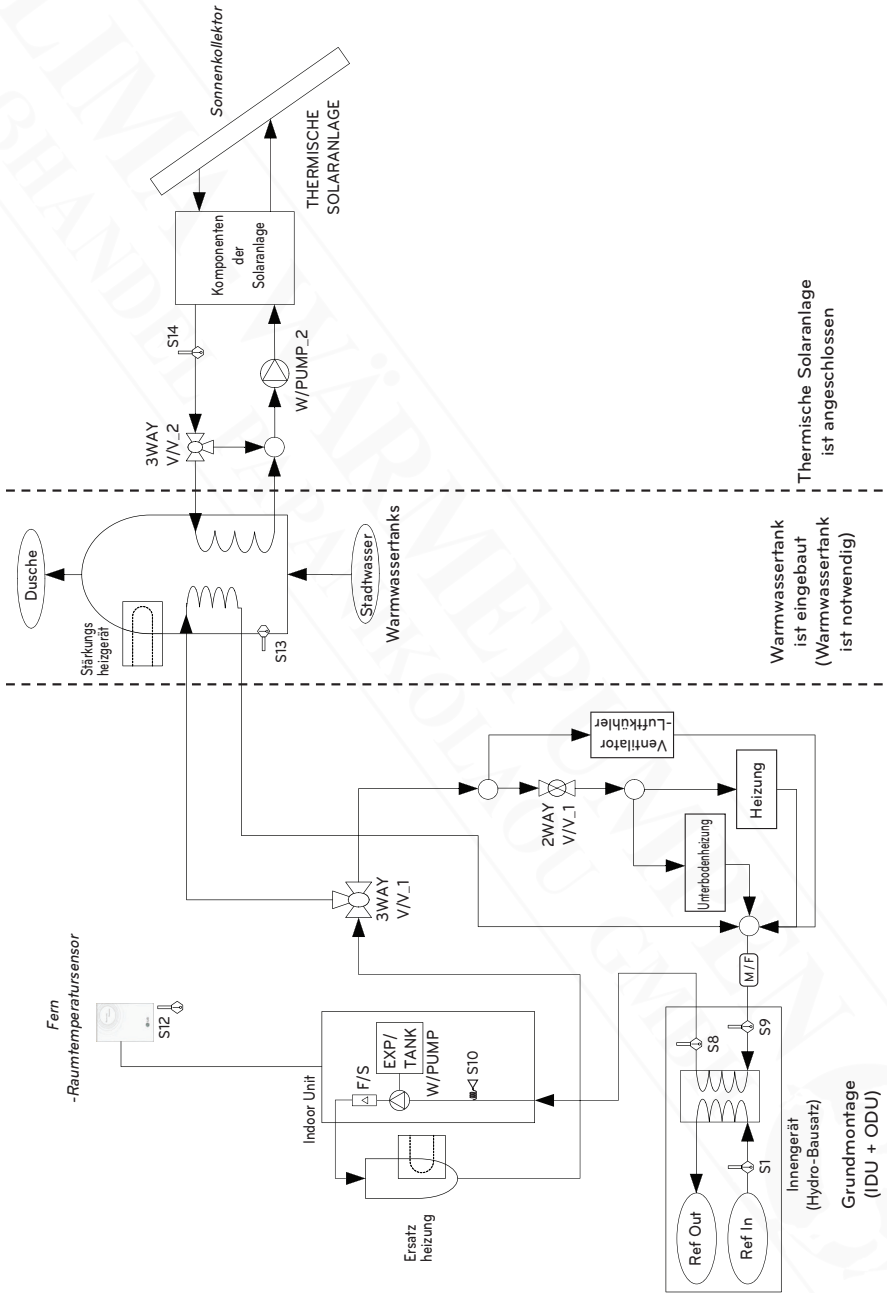 Fern
-Raumtemperatursensor
S12
Indoor Unit
F/S
EXP/
TANK
W/PUMP
S10
Ersatz
heizung
Ref Out
Ref In
S1
S8
S9
M/F
Innengerät
(Hydro-Bausatz)
Grundmontage
(IDU + ODU)
3WAY
V/V_1
2WAY
V/V_1
Ventilator
-Luftkühler
Unterbodenheizung
Heizung
Dusche
Stärkungs
heizgerät
S13
Stadtwasser
Warmwassertanks
Warmwassertank
ist eingebaut
(Warmwassertank
ist notwendig)
3WAY
V/V_2
S14
W/PUMP_2
Komponenten
der
Solaranlage
Sonnenkollektor
THERMISCHE
SOLARANLAGE
Thermische Solaranlage
ist angeschlossen